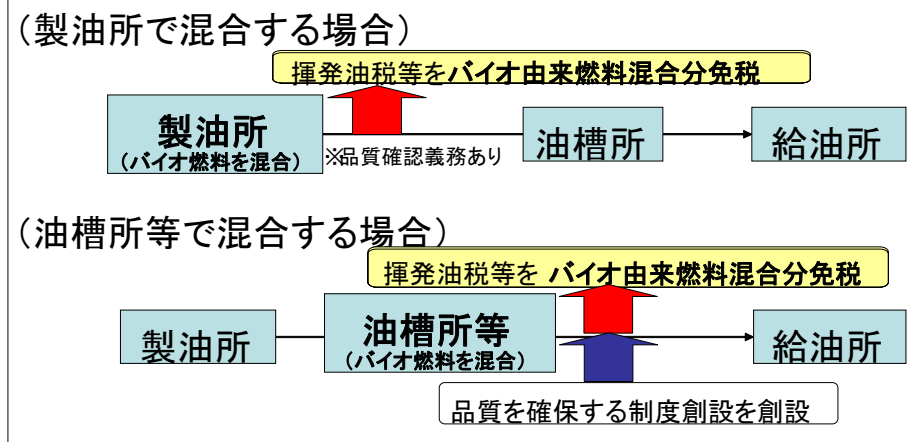 （製油所で混合する場合）
揮発油税等をバイオ由来燃料混合分免税
製油所
（バイオ燃料を混合）
※品質確認義務あり
油槽所
給油所
（油槽所等で混合する場合）
揮発油税等を バイオ由来燃料混合分免税
製油所
油槽所等
（バイオ燃料を混合）
給油所
品質を確保する制度創設を創設